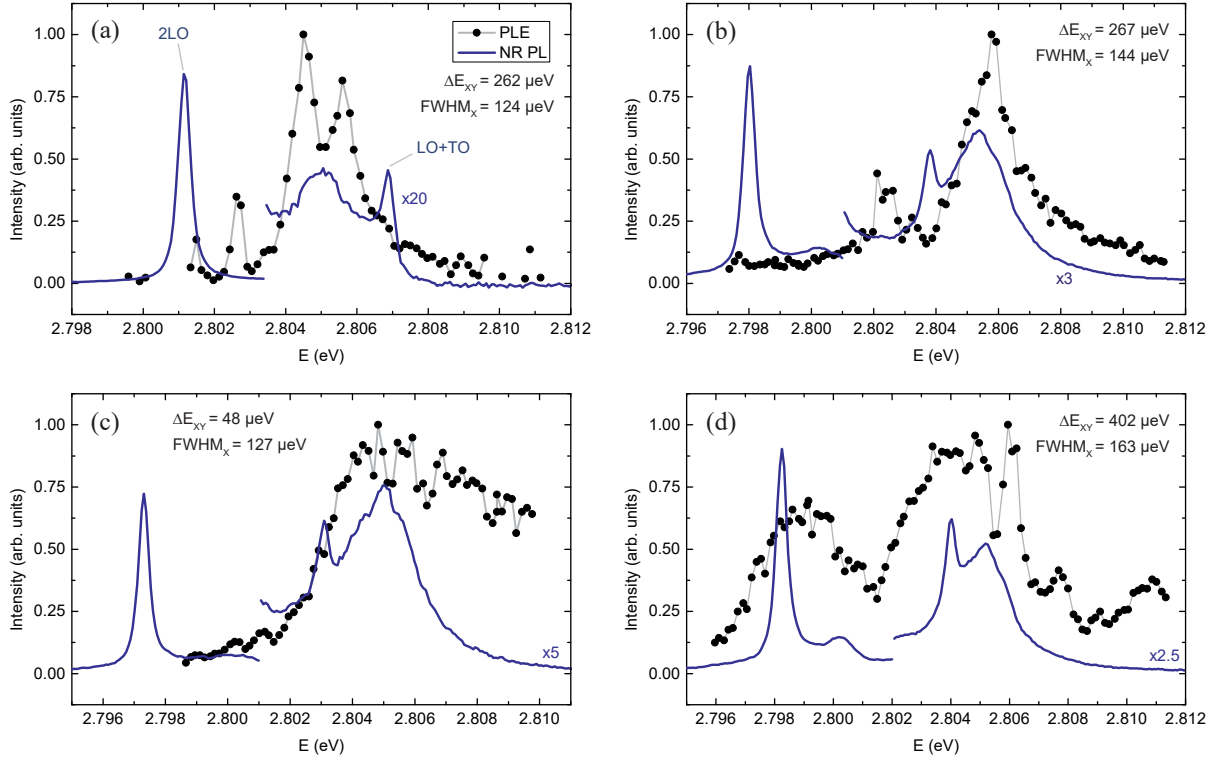 (a)
2LO
PLE
NR PL
ΔE_XY = 262 µeV
FWHM_X = 124 µeV
LO+TO
x20
Intensity (arb. units)
1.00
0.75
0.50
0.25
0.00
2.798 2.800 2.802 2.804 2.806 2.808 2.810 2.812
E (eV)
(b)
ΔE_XY = 267 µeV
FWHM_X = 144 µeV
x3
Intensity (arb. units)
1.00
0.75
0.50
0.25
0.00
2.796 2.798 2.800 2.802 2.804 2.806 2.808 2.810 2.812
E (eV)
(c)
ΔE_XY = 48 µeV
FWHM_X = 127 µeV
x5
Intensity (arb. units)
1.00
0.75
0.50
0.25
0.00
2.796 2.798 2.800 2.802 2.804 2.806 2.808 2.810
E (eV)
(d)
ΔE_XY = 402 µeV
FWHM_X = 163 µeV
x2.5
Intensity (arb. units)
1.00
0.75
0.50
0.25
0.00
2.796 2.798 2.800 2.802 2.804 2.806 2.808 2.810 2.812
E (eV)